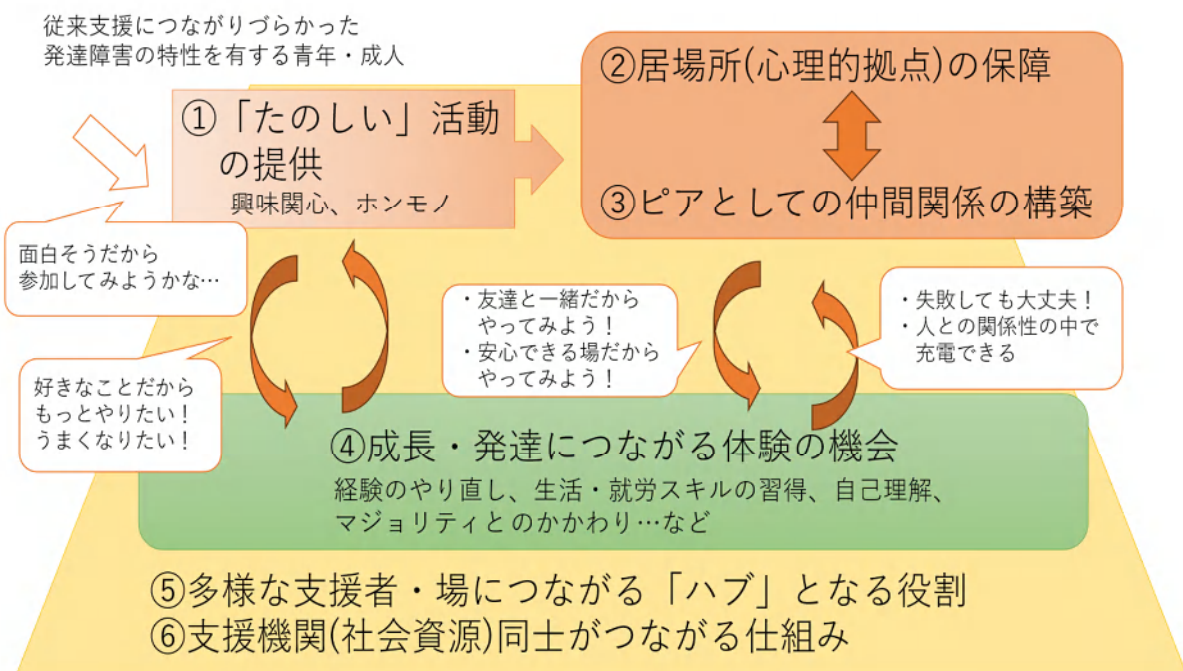 従来支援につながりづらかった
発達障害の特性を有する青年・成人
①「たのしい」活動
の提供
興味関心、ホンモノ
②居場所(心理的拠点)の保障
③ピアとしての仲間関係の構築
面白そうだから
参加してみようかな…
好きなことだから
もっとやりたい！
うまくなりたい！
・友達と一緒だから
やってみよう！
・安心できる場だから
やってみよう！
・失敗しても大丈夫！
・人との関係性の中で
充電できる
④成長・発達につながる体験の機会
経験のやり直し、生活・就労スキルの習得、自己理解、
マジョリティとのかかわり…など
⑤多様な支援者・場につながる「ハブ」となる役割
⑥支援機関(社会資源)同士がつながる仕組み